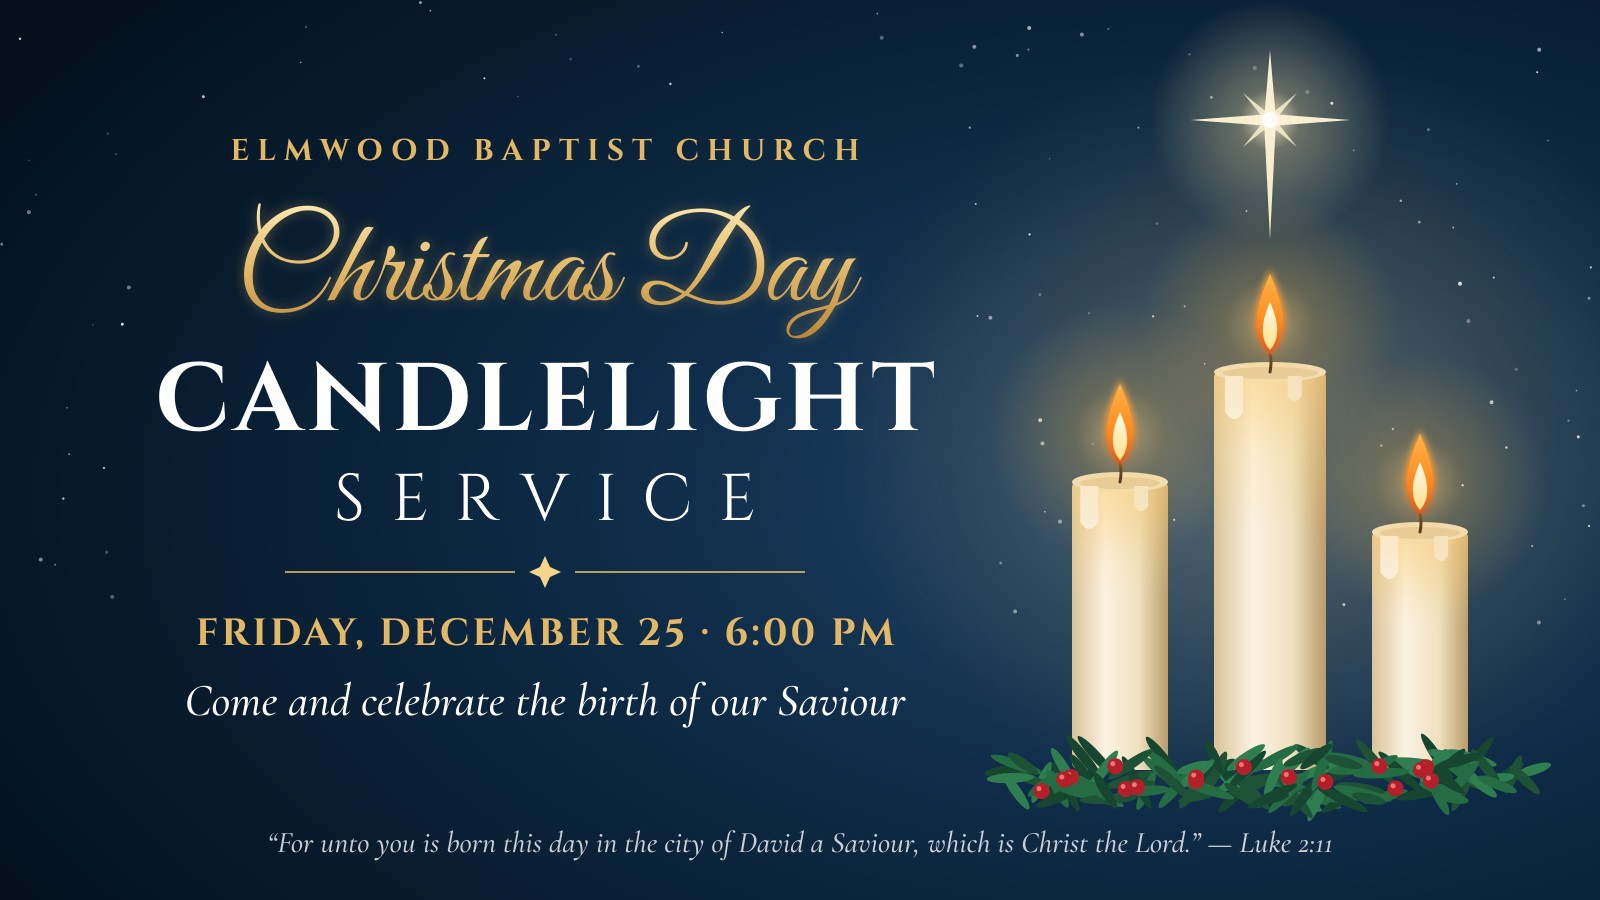 ELMWOOD BAPTIST CHURCH
Christmas Day
CANDLELIGHT
SERVICE
FRIDAY, DECEMBER 25 · 6:00 PM
Come and celebrate the birth of our Saviour
“For unto you is born this day in the city of David a Saviour, which is Christ the Lord.” — Luke 2:11